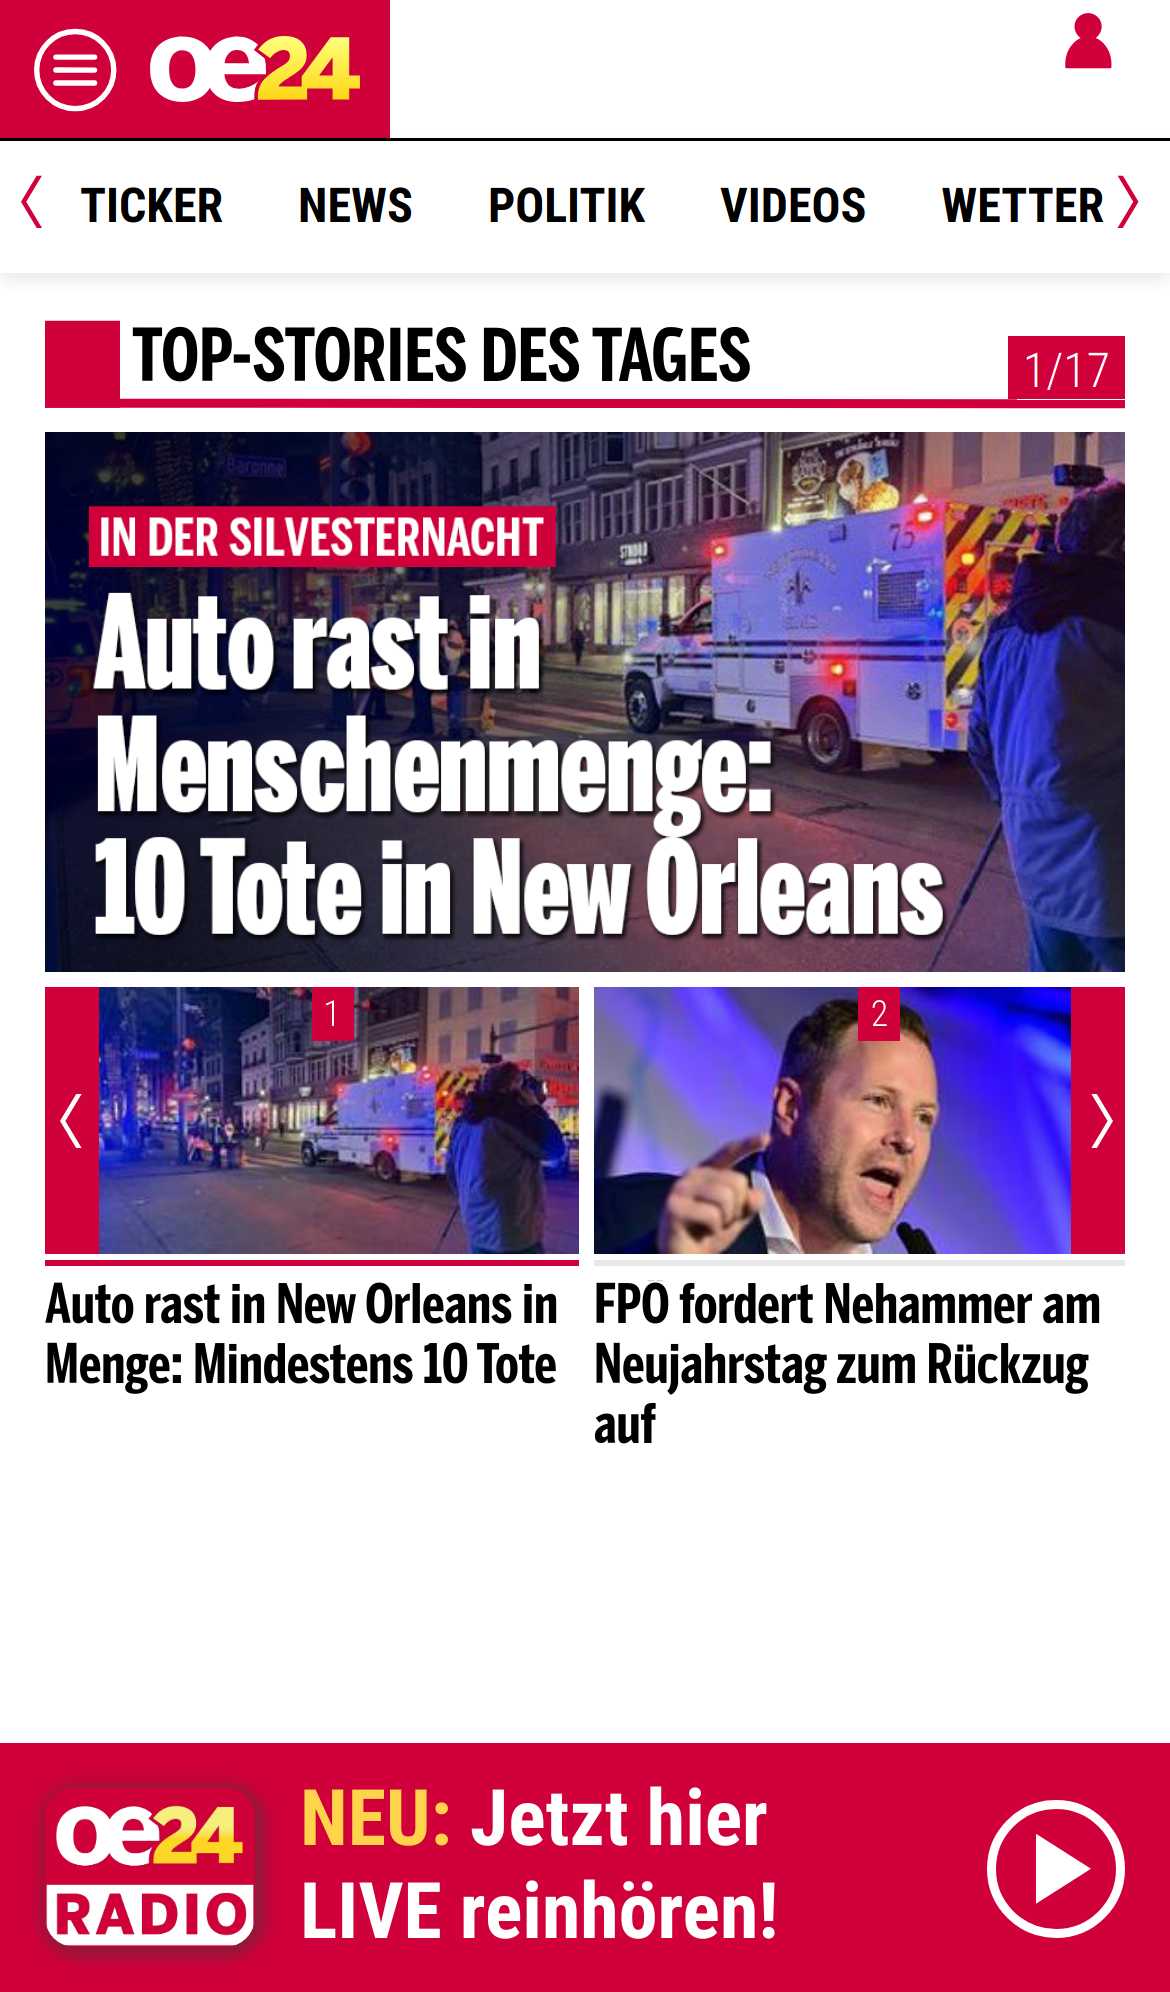 oe24
TICKER NEWS POLITIK VIDEOS WETTER
TOP-STORIES DES TAGES
1/17
Baronne
IN DER SILVESTERNACHT
Auto rast in
Menschenmenge:
10 Tote in New Orleans
75
1
2
Auto rast in New Orleans in
Menge: Mindestens 10 Tote
FPÖ fordert Nehammer am
Neujahrstag zum Rückzug
auf
oe24
RADIO
NEU: Jetzt hier
LIVE reinhören!